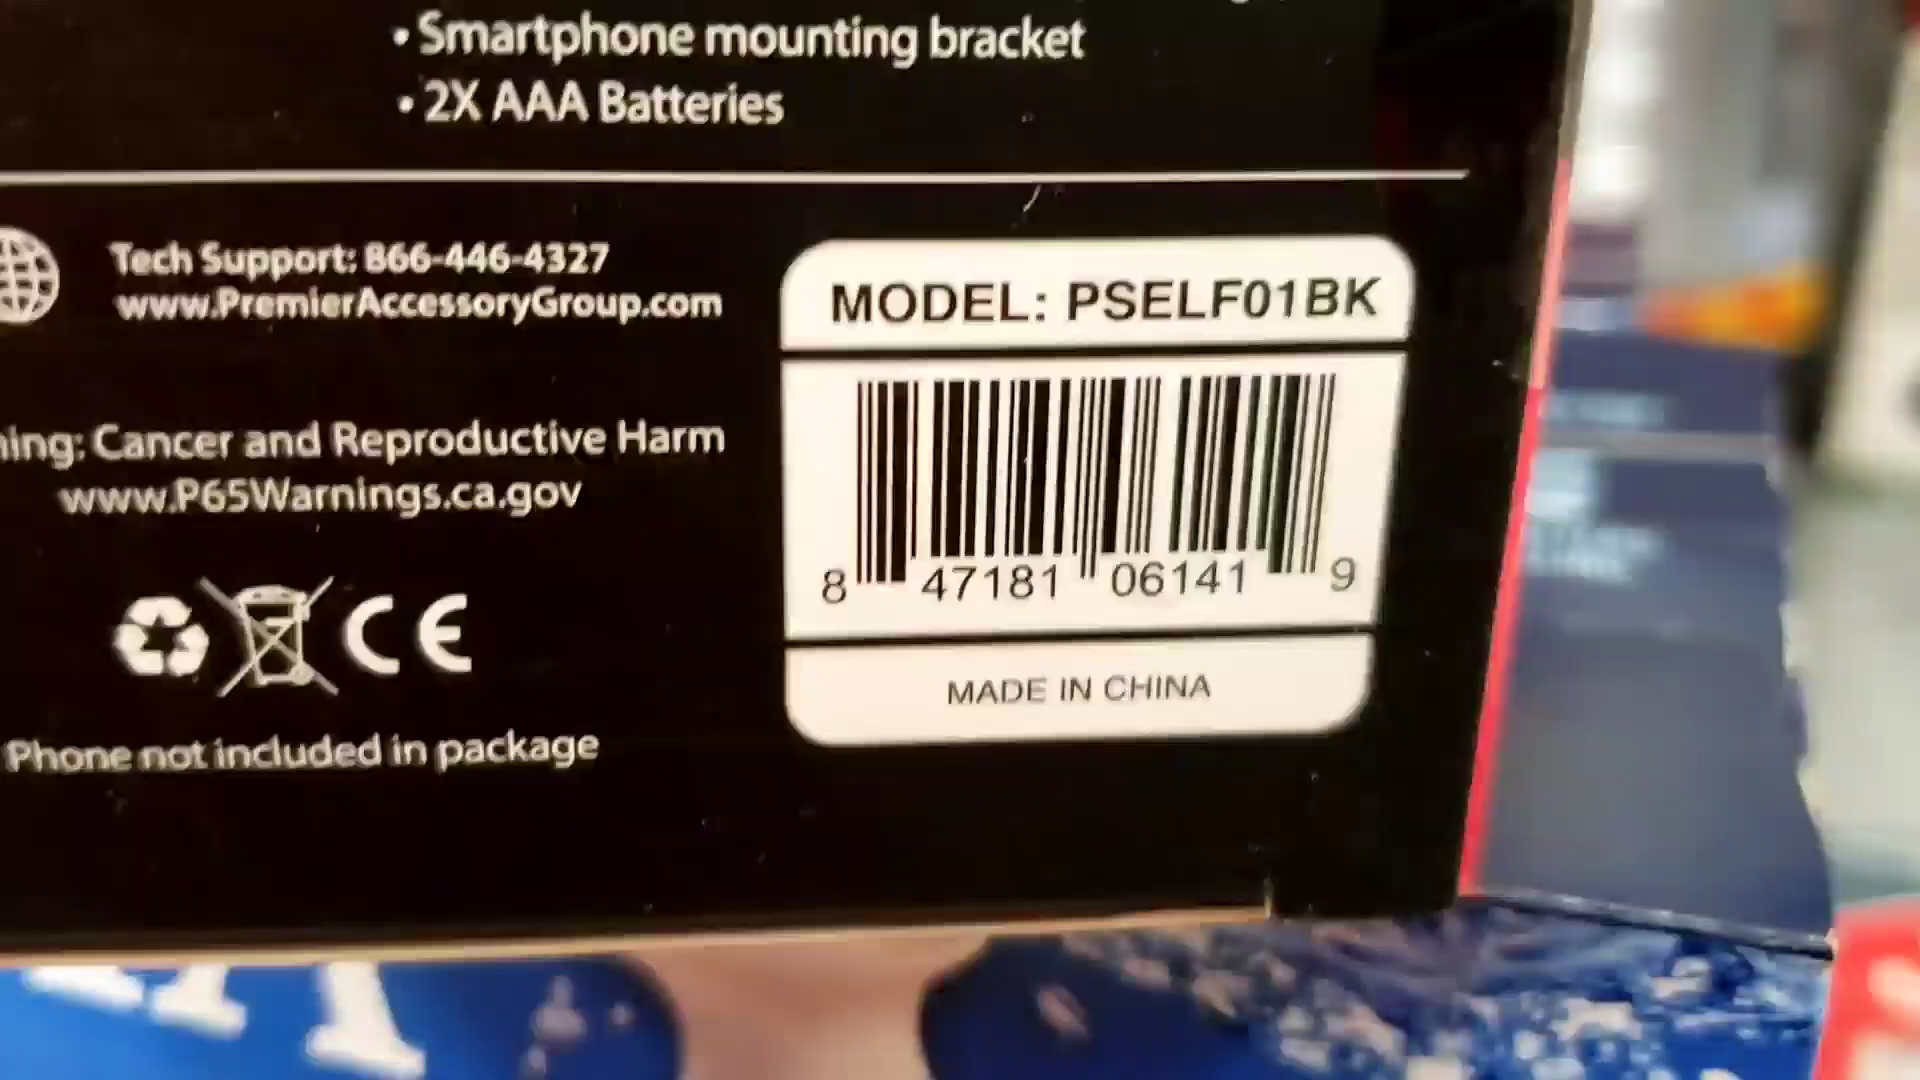 • Smartphone mounting bracket
• 2X AAA Batteries
Tech Support: 866-446-4327
www.PremierAccessoryGroup.com
MODEL: PSELF01BK
8 47181 06141 9
MADE IN CHINA
Cancer and Reproductive Harm
www.P65Warnings.ca.gov
CE
Phone not included in package